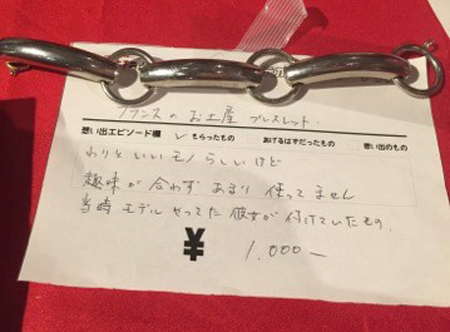 フランスのお土産 ブレスレット.
想い出エピソード欄 ✓もらったもの あげるはずだったもの 想い出のもの
わりといいモノらしいけど
趣味が合わず あまり 使ってません
当時 モデル やってた 彼女が 付けていたもの.
¥ 1.000−